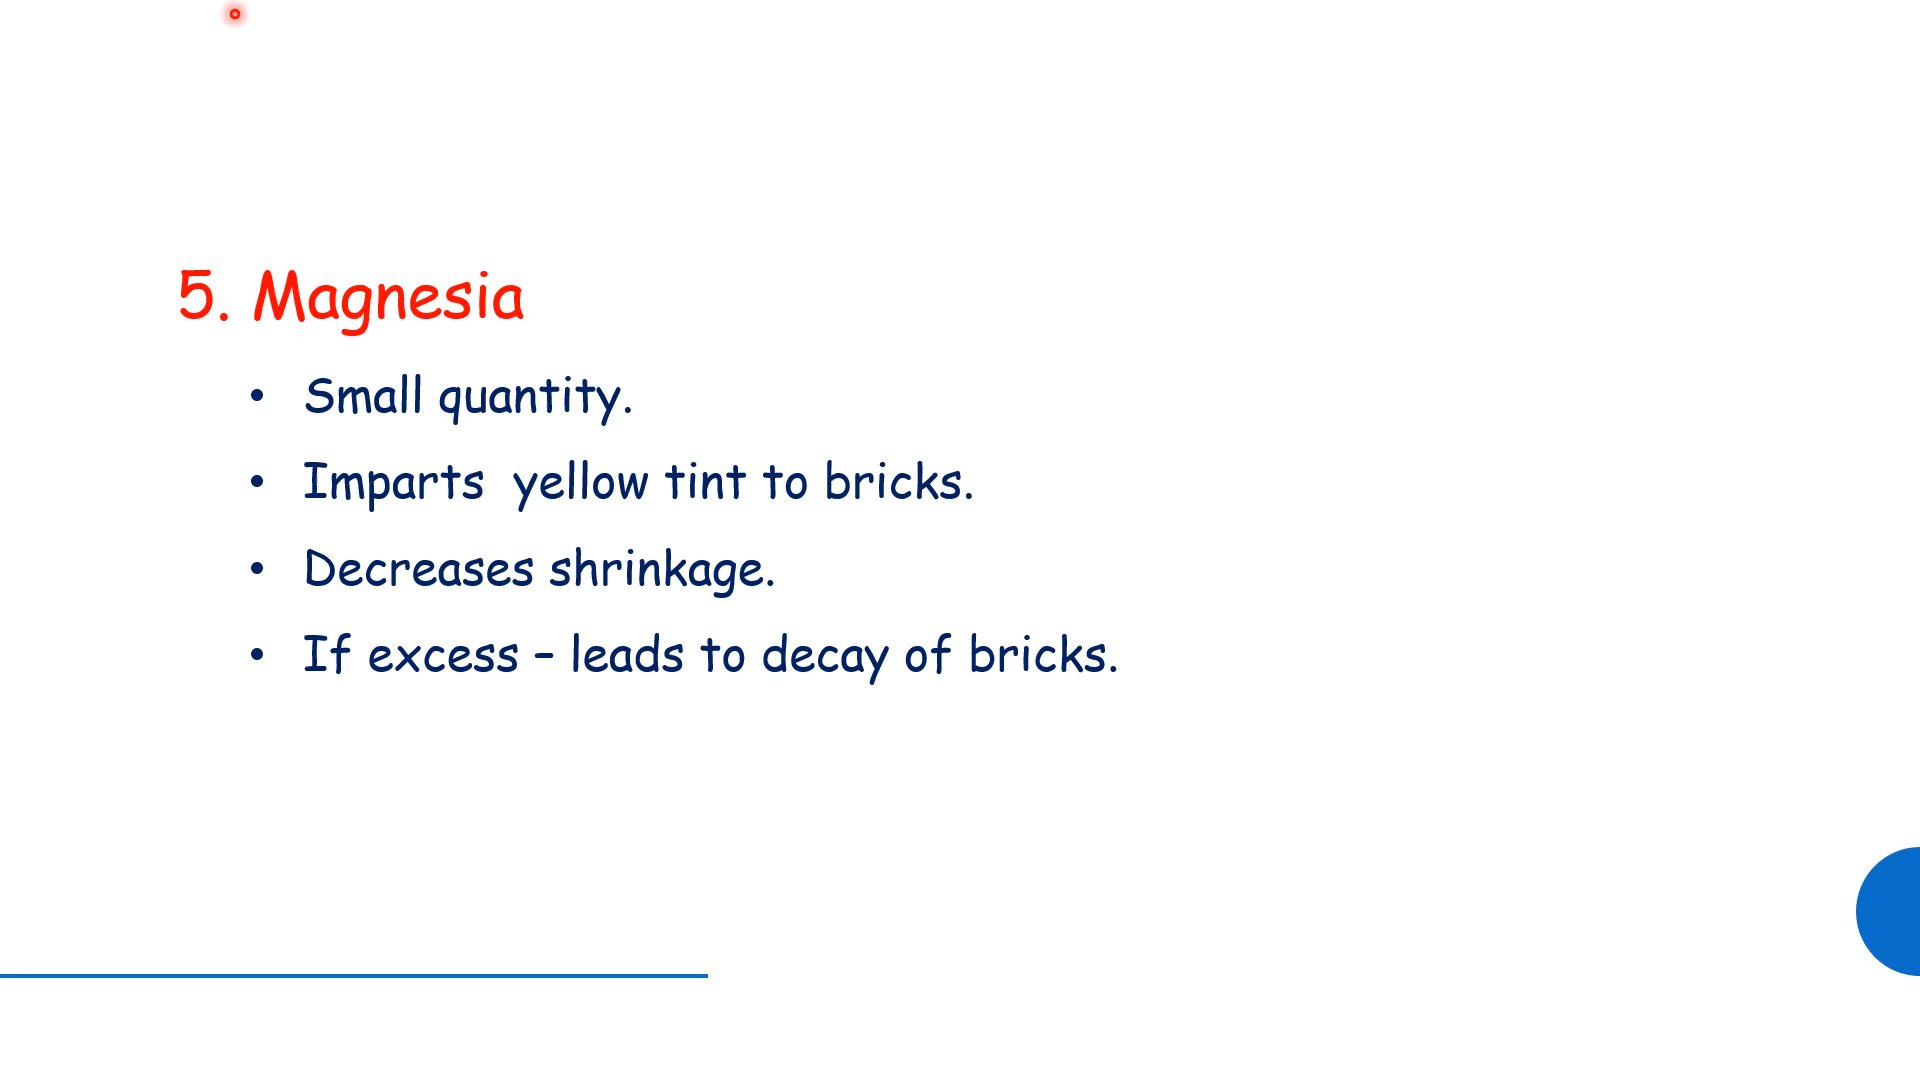 5. Magnesia
• Small quantity.
• Imparts  yellow tint to bricks.
• Decreases shrinkage.
• If excess – leads to decay of bricks.